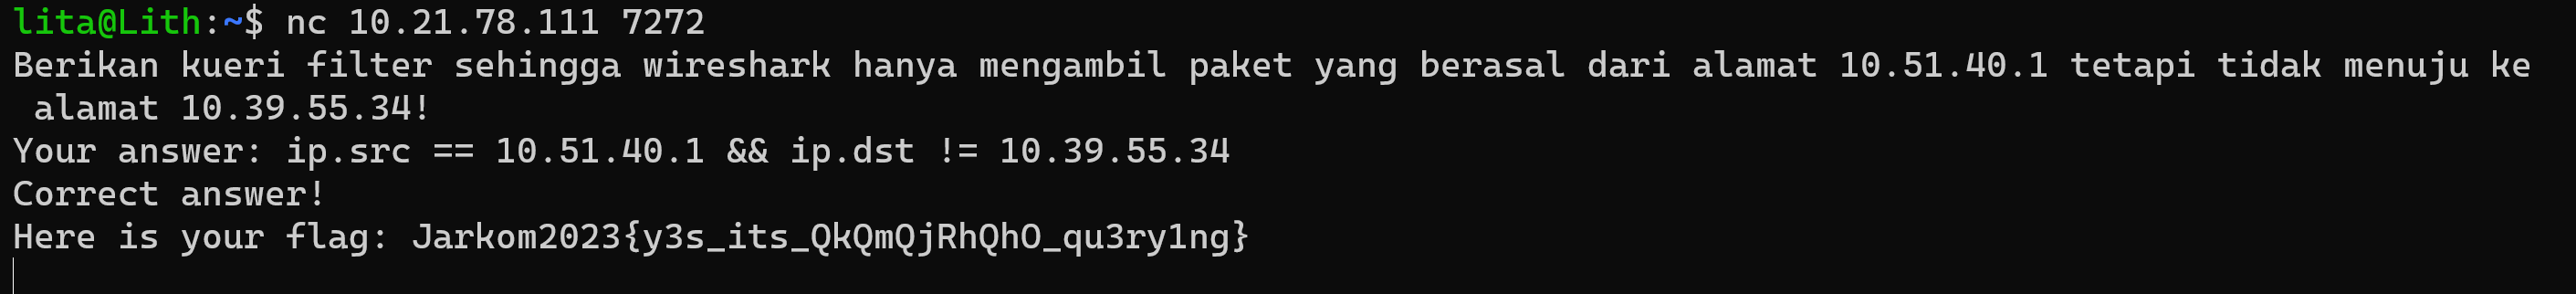 lita@Lith:~$ nc 10.21.78.111 7272
Berikan kueri filter sehingga wireshark hanya mengambil paket yang berasal dari alamat 10.51.40.1 tetapi tidak menuju ke
 alamat 10.39.55.34!
Your answer: ip.src == 10.51.40.1 && ip.dst != 10.39.55.34
Correct answer!
Here is your flag: Jarkom2023{y3s_its_QkQmQjRhQhO_qu3ry1ng}